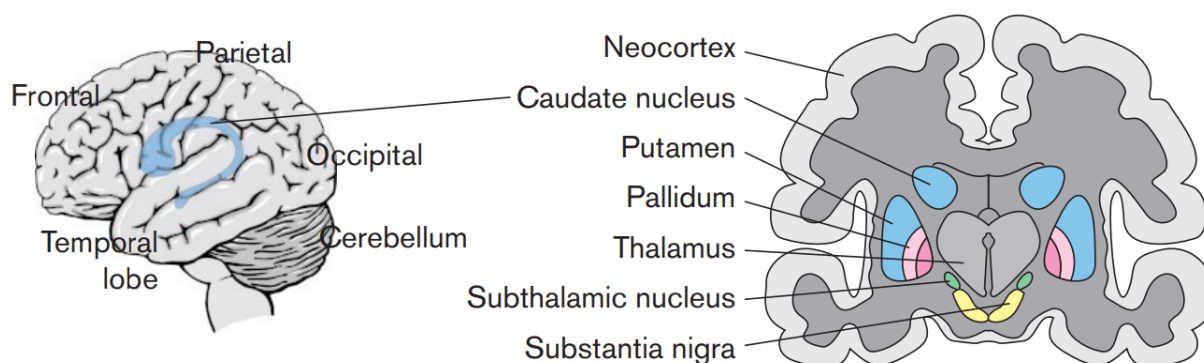 Parietal
Frontal
Occipital
Temporal
lobe
Cerebellum
Neocortex
Caudate nucleus
Putamen
Pallidum
Thalamus
Subthalamic nucleus
Substantia nigra